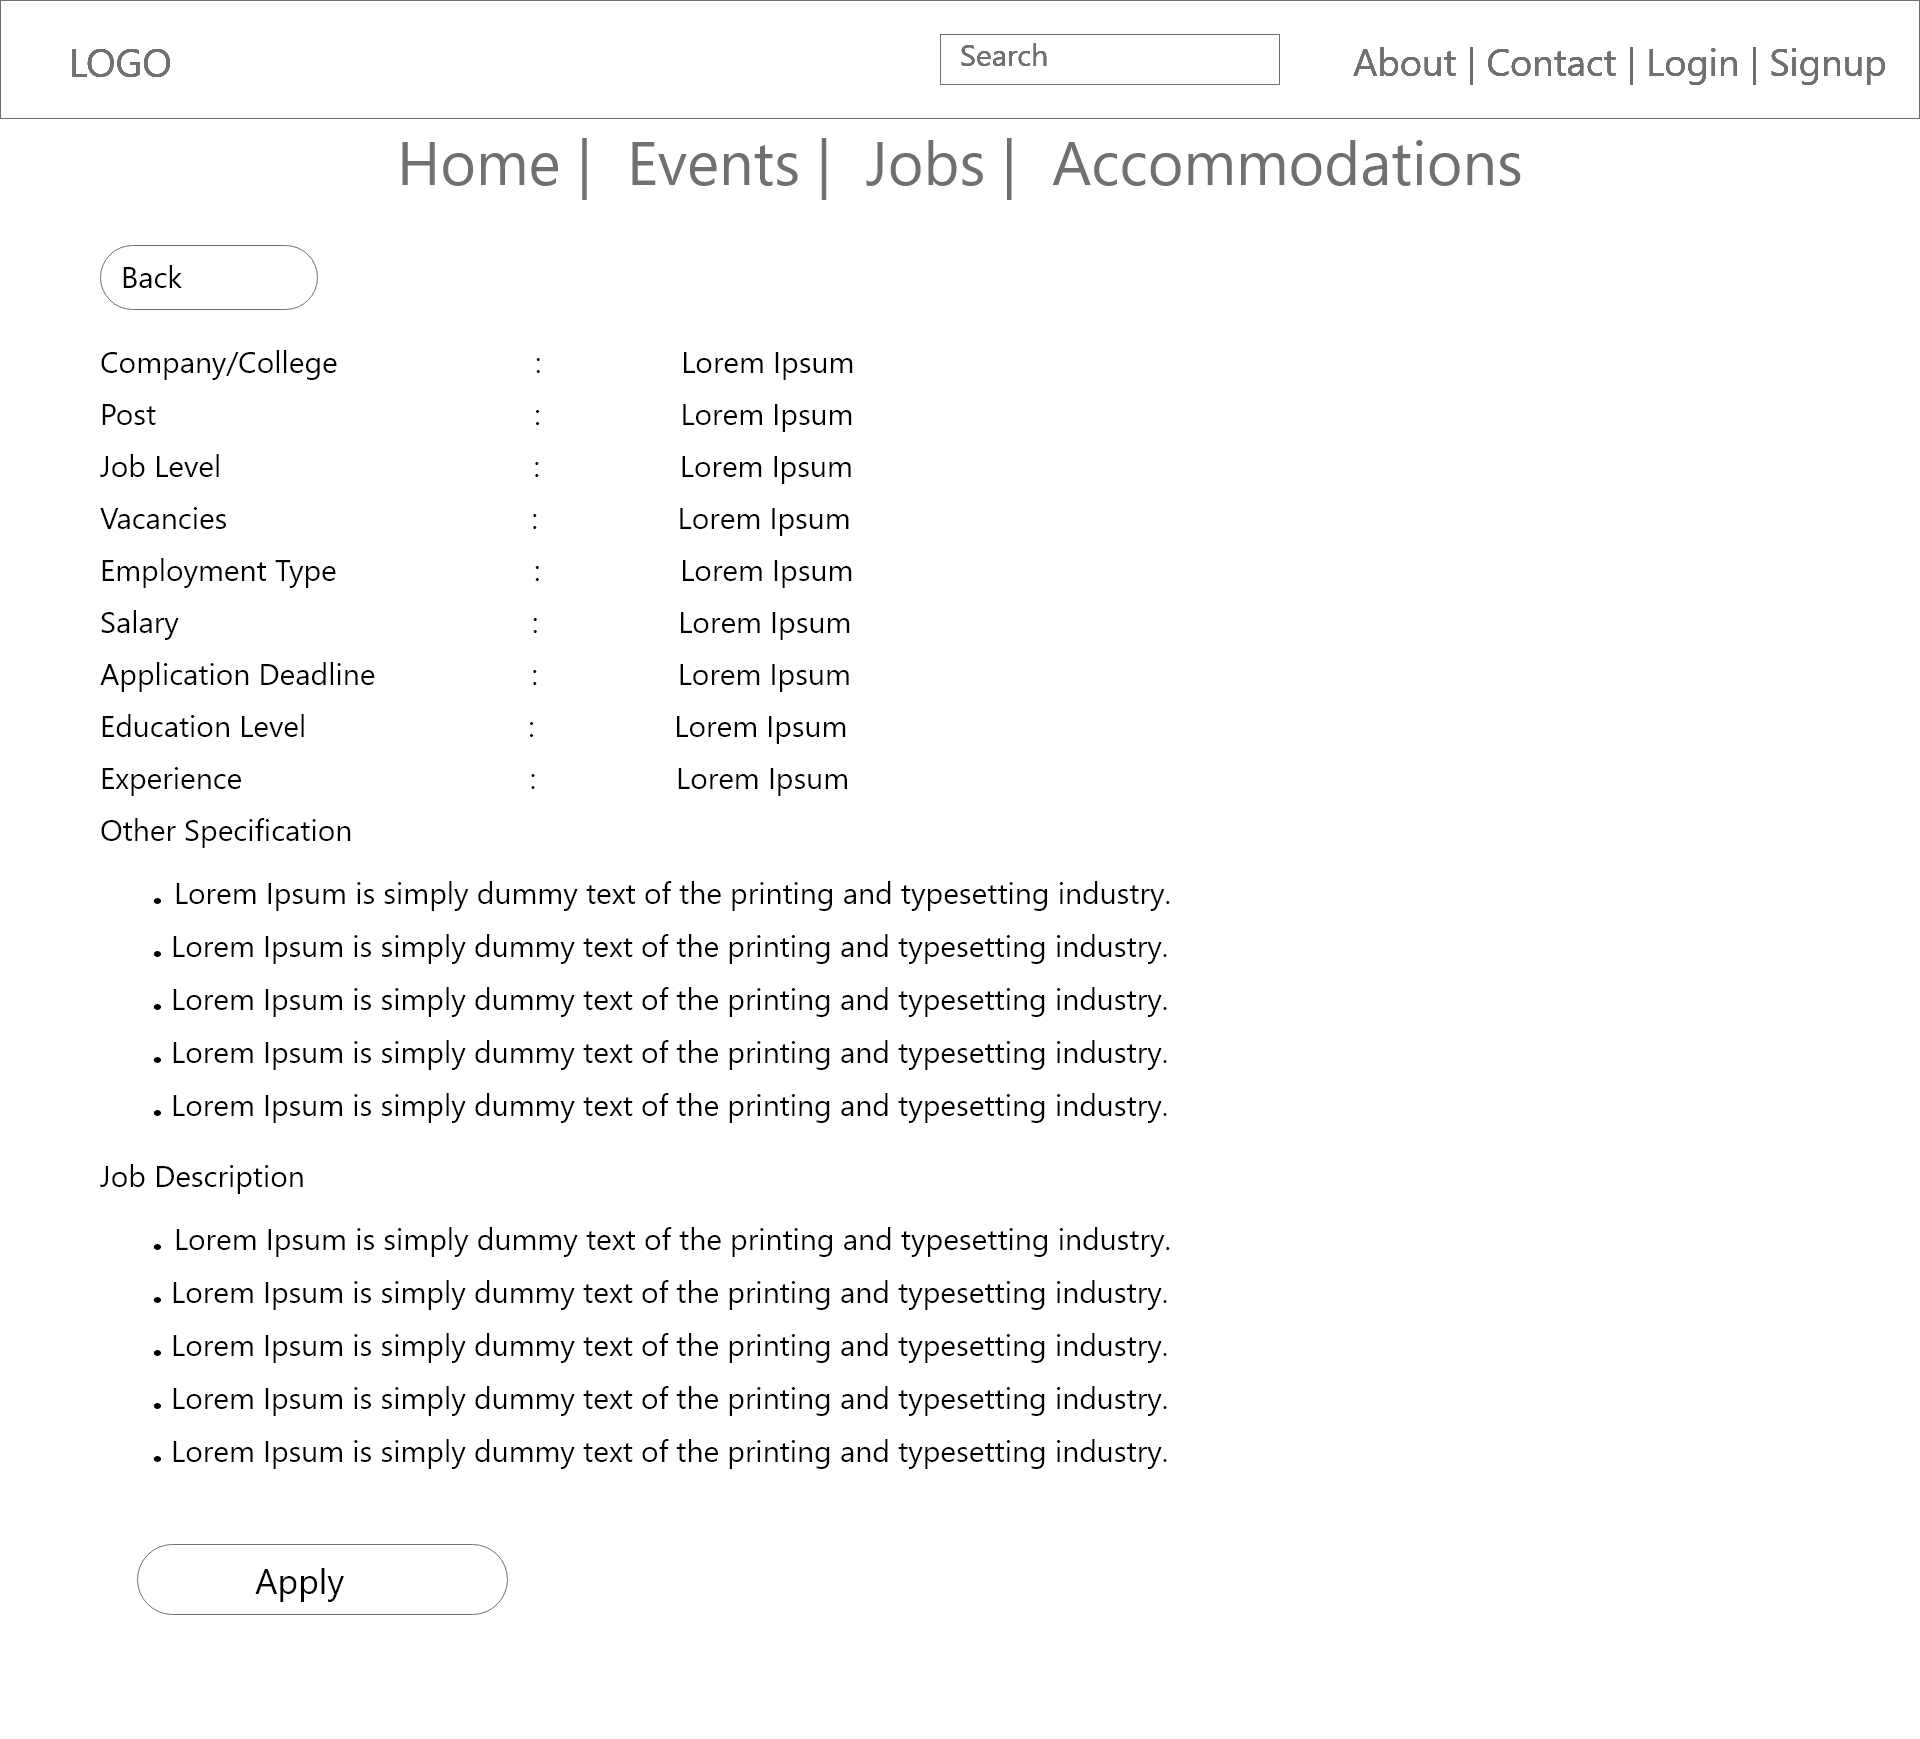 LOGO Search About | Contact | Login | Signup
Home | Events | Jobs | Accommodations
Back
Company/College : Lorem Ipsum
Post : Lorem Ipsum
Job Level : Lorem Ipsum
Vacancies : Lorem Ipsum
Employment Type : Lorem Ipsum
Salary : Lorem Ipsum
Application Deadline : Lorem Ipsum
Education Level : Lorem Ipsum
Experience : Lorem Ipsum
Other Specification
• Lorem Ipsum is simply dummy text of the printing and typesetting industry.
• Lorem Ipsum is simply dummy text of the printing and typesetting industry.
• Lorem Ipsum is simply dummy text of the printing and typesetting industry.
• Lorem Ipsum is simply dummy text of the printing and typesetting industry.
• Lorem Ipsum is simply dummy text of the printing and typesetting industry.
Job Description
• Lorem Ipsum is simply dummy text of the printing and typesetting industry.
• Lorem Ipsum is simply dummy text of the printing and typesetting industry.
• Lorem Ipsum is simply dummy text of the printing and typesetting industry.
• Lorem Ipsum is simply dummy text of the printing and typesetting industry.
• Lorem Ipsum is simply dummy text of the printing and typesetting industry.
Apply